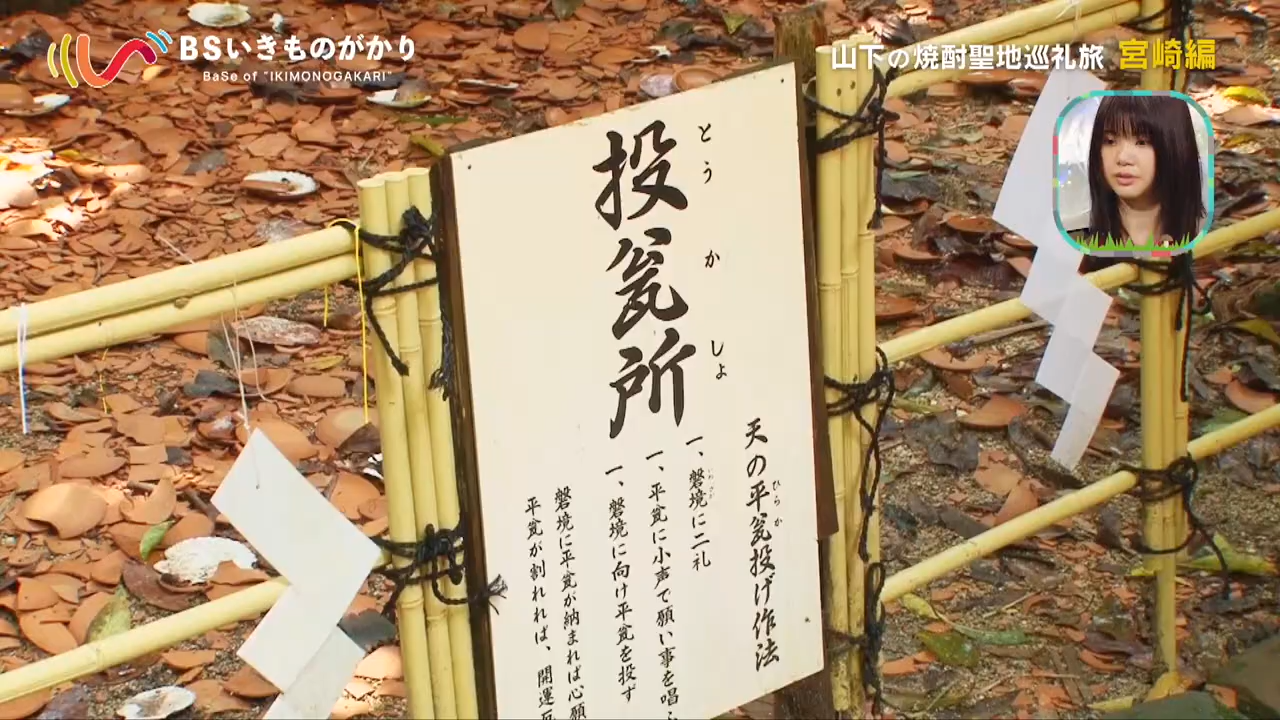 BSいきものがかり
BaSe of "IKIMONOGAKARI"
山下の焼酎聖地巡礼旅 宮崎編
投瓮所
とうかしょ
天の平瓮投げ作法
ひらか
一、磐境に二礼
一、平瓮に小声で願い事を唱
一、磐境に向け平瓮を投ず
磐境に平瓮が納まれば心願
平瓮が割れれば、開運